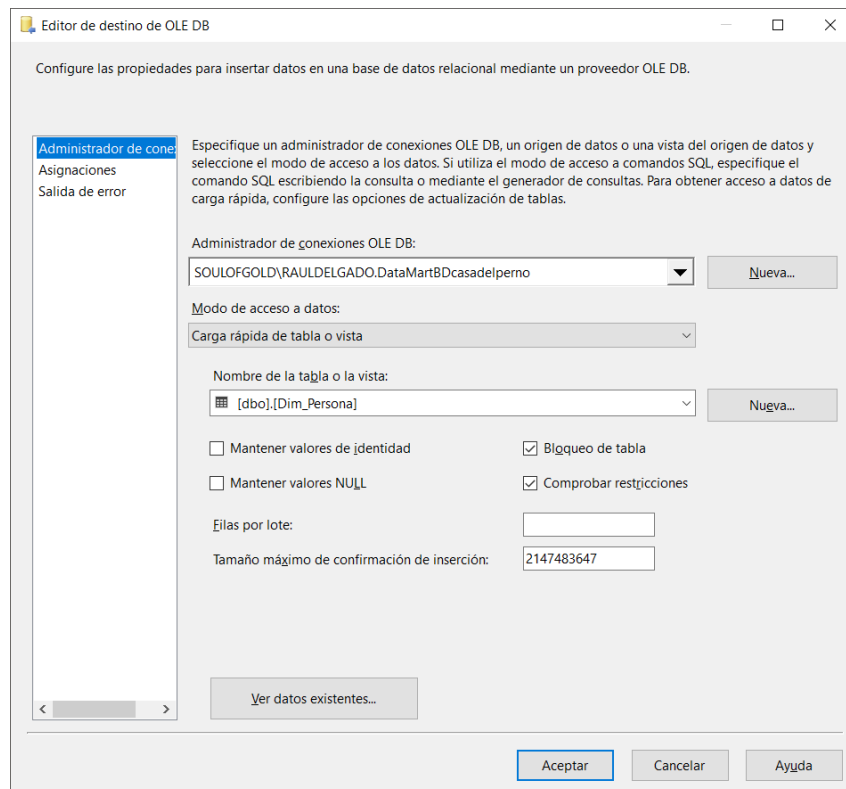 Editor de destino de OLE DB
Configure las propiedades para insertar datos en una base de datos relacional mediante un proveedor OLE DB.
Administrador de cone
Asignaciones
Salida de error
Especifique un administrador de conexiones OLE DB, un origen de datos o una vista del origen de datos y
seleccione el modo de acceso a los datos. Si utiliza el modo de acceso a comandos SQL, especifique el
comando SQL escribiendo la consulta o mediante el generador de consultas. Para obtener acceso a datos de
carga rápida, configure las opciones de actualización de tablas.
Administrador de conexiones OLE DB:
SOULOFGOLD\RAULDELGADO.DataMartBDcasadelperno
Nueva...
Modo de acceso a datos:
Carga rápida de tabla o vista
Nombre de la tabla o la vista:
[dbo].[Dim_Persona]
Nueva...
Mantener valores de identidad
Bloqueo de tabla
Mantener valores NULL
Comprobar restricciones
Filas por lote:
Tamaño máximo de confirmación de inserción:
2147483647
Ver datos existentes...
Aceptar
Cancelar
Ayuda